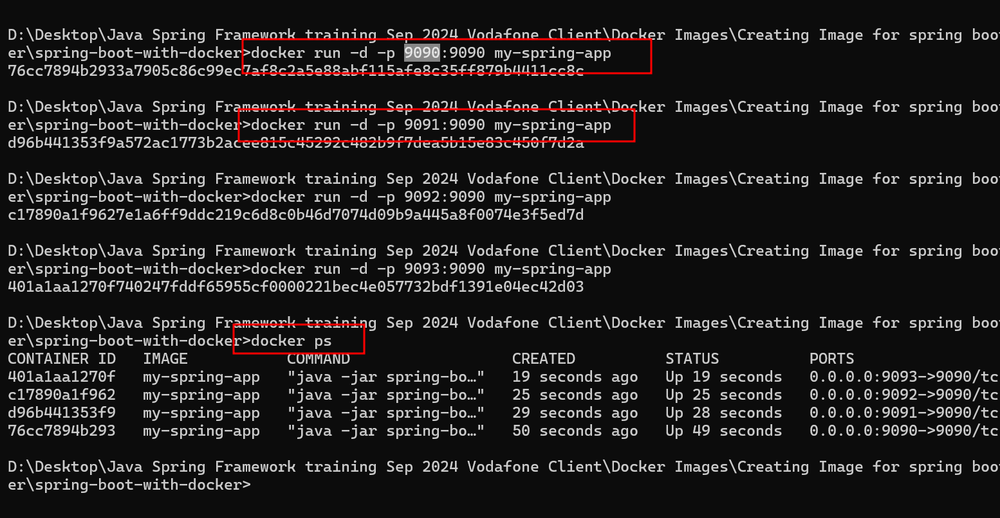 D:\Desktop\Java Spring Framework training Sep 2024 Vodafone Client\Docker Images\Creating Image for spring boo
er\spring-boot-with-docker>docker run -d -p 9090:9090 my-spring-app
76cc7894b2933a7905c86c99ec7af8c2a5e88abf115afe8c35ff879b4411cc8c
D:\Desktop\Java Spring Framework training Sep 2024 Vodafone Client\Docker Images\Creating Image for spring boo
er\spring-boot-with-docker>docker run -d -p 9091:9090 my-spring-app
d96b441353f9a572ac1773b2acee815c45292c482b9f7dea5b15e83c450f7d2a
D:\Desktop\Java Spring Framework training Sep 2024 Vodafone Client\Docker Images\Creating Image for spring boo
er\spring-boot-with-docker>docker run -d -p 9092:9090 my-spring-app
c17890a1f9627e1a6ff9ddc219c6d8c0b46d7074d09b9a445a8f0074e3f5ed7d
D:\Desktop\Java Spring Framework training Sep 2024 Vodafone Client\Docker Images\Creating Image for spring boo
er\spring-boot-with-docker>docker run -d -p 9093:9090 my-spring-app
401a1aa1270f740247fddf65955cf0000221bec4e057732bdf1391e04ec42d03
D:\Desktop\Java Spring Framework training Sep 2024 Vodafone Client\Docker Images\Creating Image for spring boo
er\spring-boot-with-docker>docker ps
CONTAINER ID   IMAGE           COMMAND                  CREATED          STATUS          PORTS
401a1aa1270f   my-spring-app   "java -jar spring-bo…"   19 seconds ago   Up 19 seconds   0.0.0.0:9093->9090/tc
c17890a1f962   my-spring-app   "java -jar spring-bo…"   25 seconds ago   Up 25 seconds   0.0.0.0:9092->9090/tc
d96b441353f9   my-spring-app   "java -jar spring-bo…"   29 seconds ago   Up 28 seconds   0.0.0.0:9091->9090/tc
76cc7894b293   my-spring-app   "java -jar spring-bo…"   50 seconds ago   Up 49 seconds   0.0.0.0:9090->9090/tc
D:\Desktop\Java Spring Framework training Sep 2024 Vodafone Client\Docker Images\Creating Image for spring boo
er\spring-boot-with-docker>